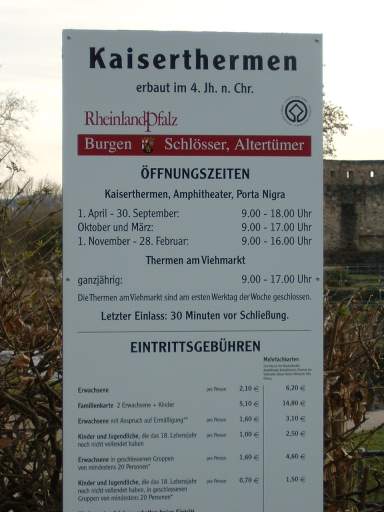 Kaiserthermen
erbaut im 4. Jh. n. Chr.
RheinlandPfalz
Burgen Schlösser, Altertümer
ÖFFNUNGSZEITEN
Kaiserthermen, Amphitheater, Porta Nigra
1. April - 30. September: 9.00 - 18.00 Uhr
Oktober und März: 9.00 - 17.00 Uhr
1. November - 28. Februar: 9.00 - 16.00 Uhr
Thermen am Viehmarkt
ganzjährig: 9.00 - 17.00 Uhr
Die Thermen am Viehmarkt sind am ersten Werktag der Woche geschlossen.
Letzter Einlass: 30 Minuten vor Schließung.
EINTRITTSGEBÜHREN
Mehrfachkarten
Erwachsene pro Person 2,10 € 6,20 €
Familienkarte 2 Erwachsene + Kinder 5,10 € 14,80 €
Erwachsene mit Anspruch auf Ermäßigung** pro Person 1,60 € 3,10 €
Kinder und Jugendliche, die das 18. Lebensjahr pro Person 1,00 € 2,50 €
noch nicht vollendet haben
Erwachsene in geschlossenen Gruppen pro Person 1,60 € 4,60 €
von mindestens 20 Personen*
Kinder und Jugendliche, die das 18. Lebensjahr pro Person 0,70 € 1,50 €
noch nicht vollendet haben, in geschlossenen
Gruppen von mindestens 20 Personen*